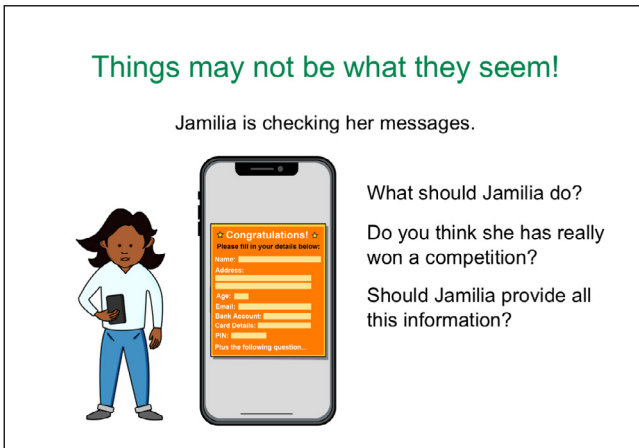 Things may not be what they seem!
Jamilia is checking her messages.
☆ Congratulations! ☆
Please fill in your details below:
Name:
Address:
Age:
Email:
Bank Account:
Card Details:
PIN:
Plus the following question...
What should Jamilia do?
Do you think she has really
won a competition?
Should Jamilia provide all
this information?